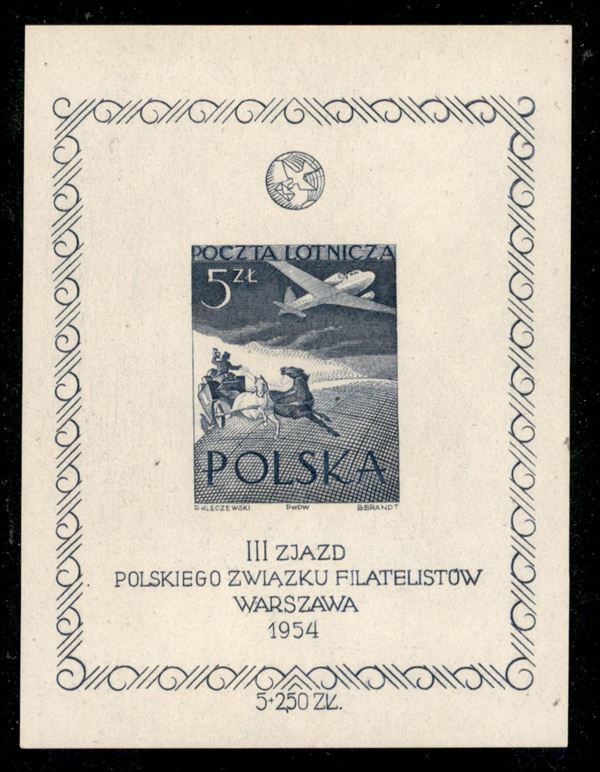 POCZTA LOTNICZA
5 ZŁ
POLSKA
R. KLECZEWSKI PWPW B.BRANDT
III ZJAZD
POLSKIEGO ZWIĄZKU FILATELISTÓW
WARSZAWA
1954
5+2,50 ZŁ.